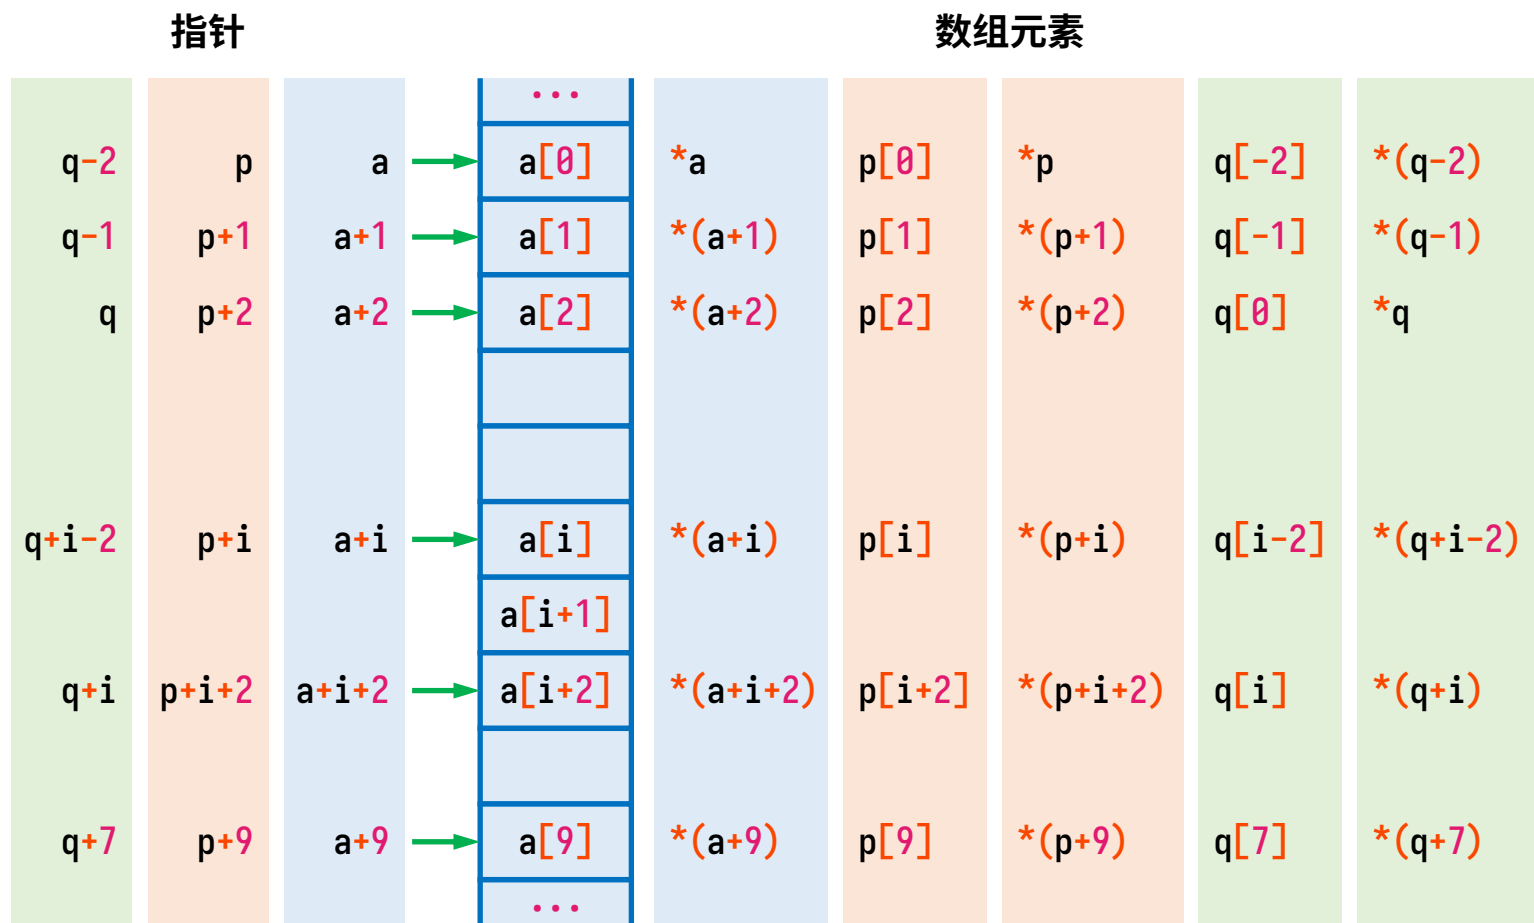 指针 数组元素
...
q-2 p a a[0] *a p[0] *p q[-2] *(q-2)
q-1 p+1 a+1 a[1] *(a+1) p[1] *(p+1) q[-1] *(q-1)
q p+2 a+2 a[2] *(a+2) p[2] *(p+2) q[0] *q
q+i-2 p+i a+i a[i] *(a+i) p[i] *(p+i) q[i-2] *(q+i-2)
a[i+1]
q+i p+i+2 a+i+2 a[i+2] *(a+i+2) p[i+2] *(p+i+2) q[i] *(q+i)
q+7 p+9 a+9 a[9] *(a+9) p[9] *(p+9) q[7] *(q+7)
...